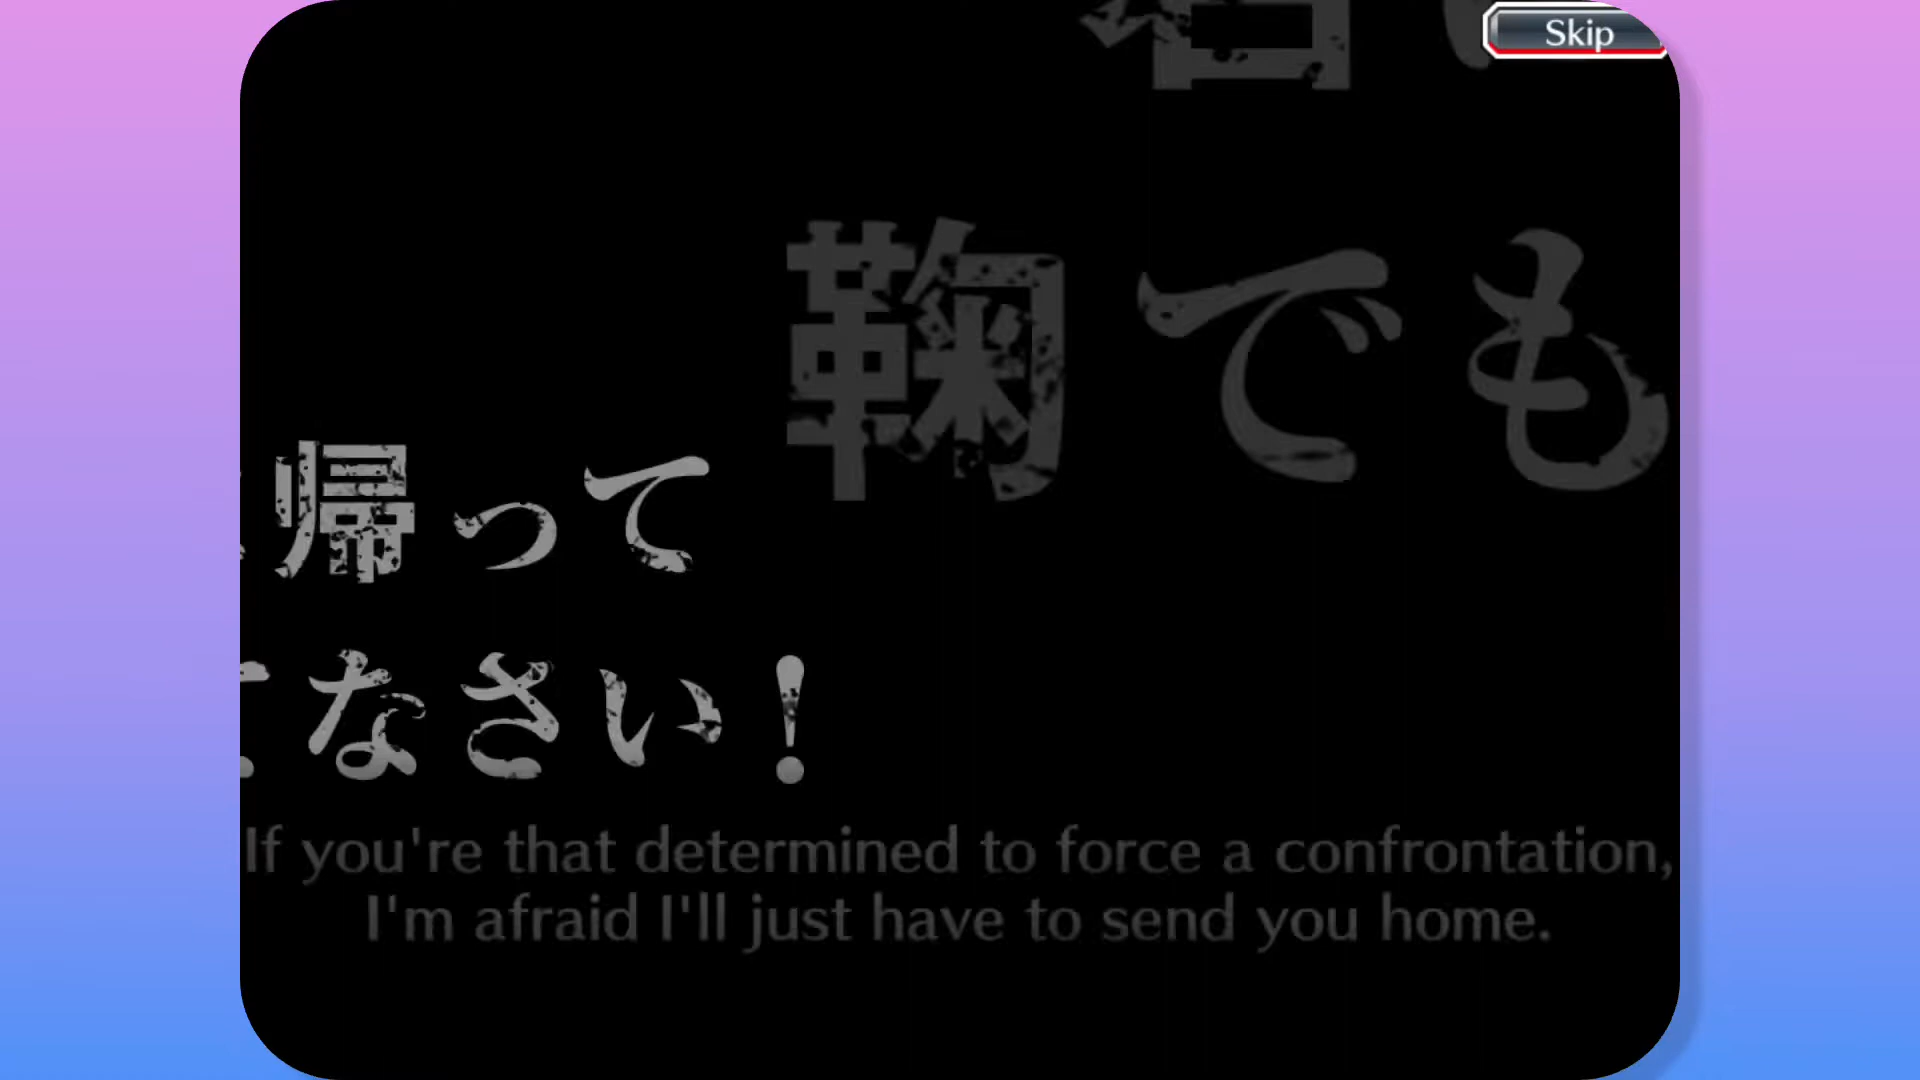 Skip
鞠でも
帰って
なさい!
If you're that determined to force a confrontation,
I'm afraid I'll just have to send you home.